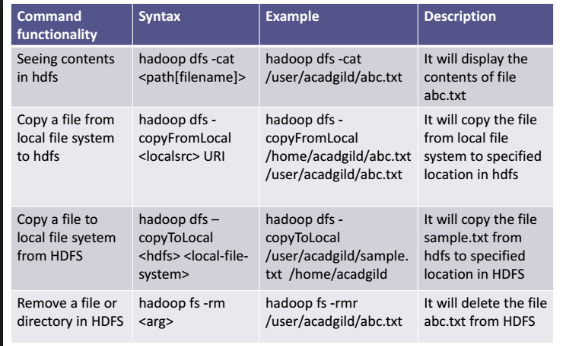 Command functionality
Syntax
Example
Description
Seeing contents in hdfs
hadoop dfs -cat
<path[filename]>
hadoop dfs -cat
/user/acadgild/abc.txt
It will display the
contents of file
abc.txt
Copy a file from
local file system
to hdfs
hadoop dfs -
copyFromLocal
<localsrc> URI
hadoop dfs -
copyFromLocal
/home/acadgild/abc.txt
/user/acadgild/abc.txt
It will copy the file
from local file
system to specified
location in hdfs
Copy a file to
local file syetem
from HDFS
hadoop dfs –
copyToLocal
<hdfs> <local-file-
system>
hadoop dfs -
copyToLocal
/user/acadgild/sample.
txt /home/acadgild
It will copy the file
sample.txt from
hdfs to specified
location in HDFS
Remove a file or
directory in HDFS
hadoop fs -rm
<arg>
hadoop fs -rmr
/user/acadgild/abc.txt
It will delete the file
abc.txt from HDFS